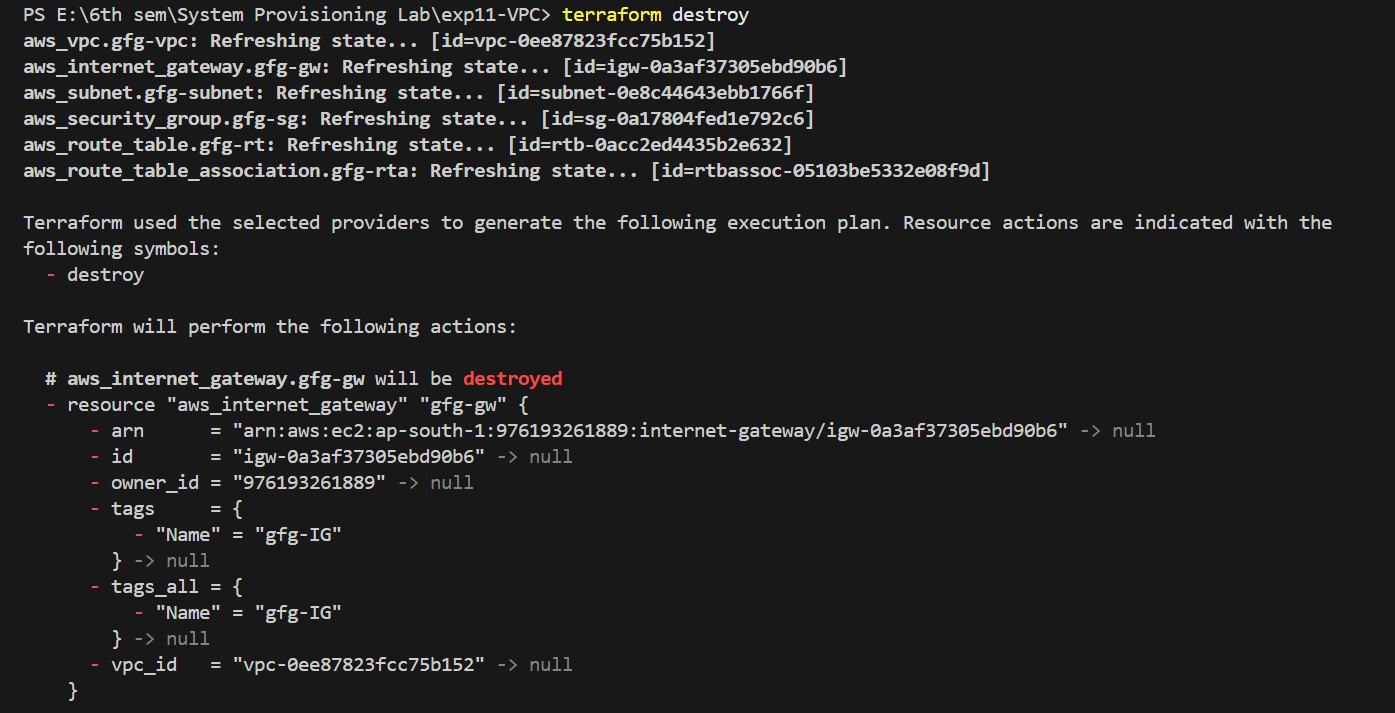 PS E:\6th sem\System Provisioning Lab\exp11-VPC> terraform destroy
aws_vpc.gfg-vpc: Refreshing state... [id=vpc-0ee87823fcc75b152]
aws_internet_gateway.gfg-gw: Refreshing state... [id=igw-0a3af37305ebd90b6]
aws_subnet.gfg-subnet: Refreshing state... [id=subnet-0e8c44643ebb1766f]
aws_security_group.gfg-sg: Refreshing state... [id=sg-0a17804fed1e792c6]
aws_route_table.gfg-rt: Refreshing state... [id=rtb-0acc2ed4435b2e632]
aws_route_table_association.gfg-rta: Refreshing state... [id=rtbassoc-05103be5332e08f9d]

Terraform used the selected providers to generate the following execution plan. Resource actions are indicated with the
following symbols:
  - destroy

Terraform will perform the following actions:

  # aws_internet_gateway.gfg-gw will be destroyed
  - resource "aws_internet_gateway" "gfg-gw" {
      - arn      = "arn:aws:ec2:ap-south-1:976193261889:internet-gateway/igw-0a3af37305ebd90b6" -> null
      - id       = "igw-0a3af37305ebd90b6" -> null
      - owner_id = "976193261889" -> null
      - tags     = {
          - "Name" = "gfg-IG"
        } -> null
      - tags_all = {
          - "Name" = "gfg-IG"
        } -> null
      - vpc_id   = "vpc-0ee87823fcc75b152" -> null
    }